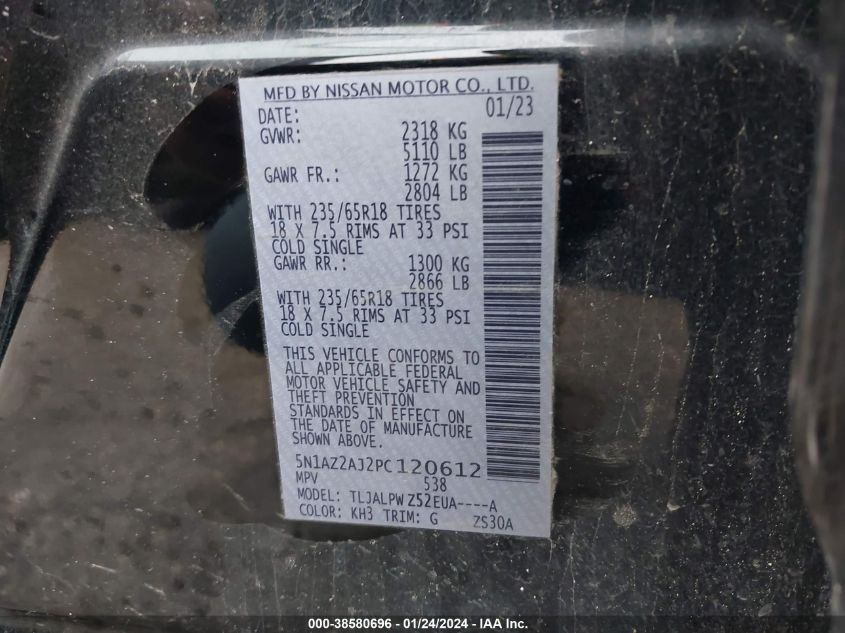 MFD BY NISSAN MOTOR CO., LTD.
DATE: 01/23
GVWR: 2318 KG
5110 LB
GAWR FR.: 1272 KG
2804 LB
WITH 235/65R18 TIRES
18 X 7.5 RIMS AT 33 PSI
COLD SINGLE
GAWR RR.: 1300 KG
2866 LB
WITH 235/65R18 TIRES
18 X 7.5 RIMS AT 33 PSI
COLD SINGLE
THIS VEHICLE CONFORMS TO
ALL APPLICABLE FEDERAL
MOTOR VEHICLE SAFETY AND
THEFT PREVENTION
STANDARDS IN EFFECT ON
THE DATE OF MANUFACTURE
SHOWN ABOVE.
5N1AZ2AJ2PC120612
MPV 538
MODEL: TLJALPW Z52EUA----A
COLOR: KH3 TRIM: G ZS30A
000-38580696 - 01/24/2024 - IAA Inc.